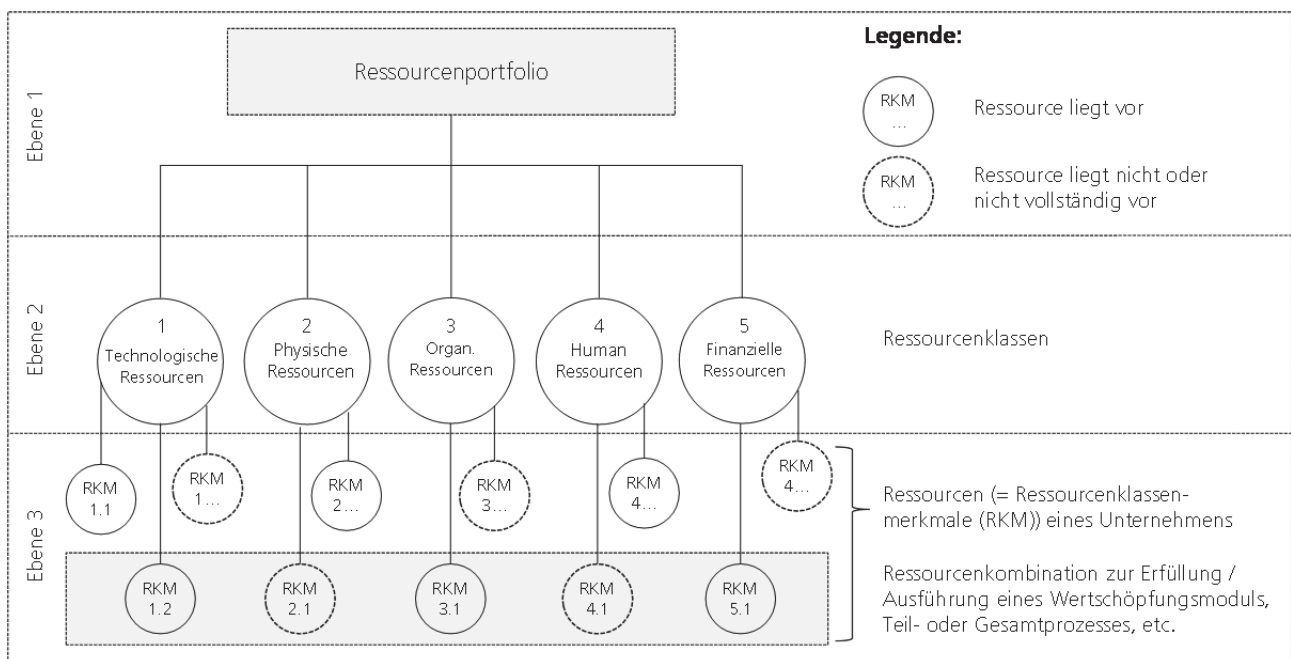 Ebene 1
Ressourcenportfolio
Legende:
RKM
...
Ressource liegt vor
RKM
...
Ressource liegt nicht oder
nicht vollständig vor
Ebene 2
1
Technologische
Ressourcen
2
Physische
Ressourcen
3
Organ.
Ressourcen
4
Human
Ressourcen
5
Finanzielle
Ressourcen
Ressourcenklassen
Ebene 3
RKM
1.1
RKM
1...
RKM
2...
RKM
3...
RKM
4...
RKM
4...
Ressourcen (= Ressourcenklassen-
merkmale (RKM)) eines Unternehmens
RKM
1.2
RKM
2.1
RKM
3.1
RKM
4.1
RKM
5.1
Ressourcenkombination zur Erfüllung /
Ausführung eines Wertschöpfungsmoduls,
Teil- oder Gesamtprozesses, etc.